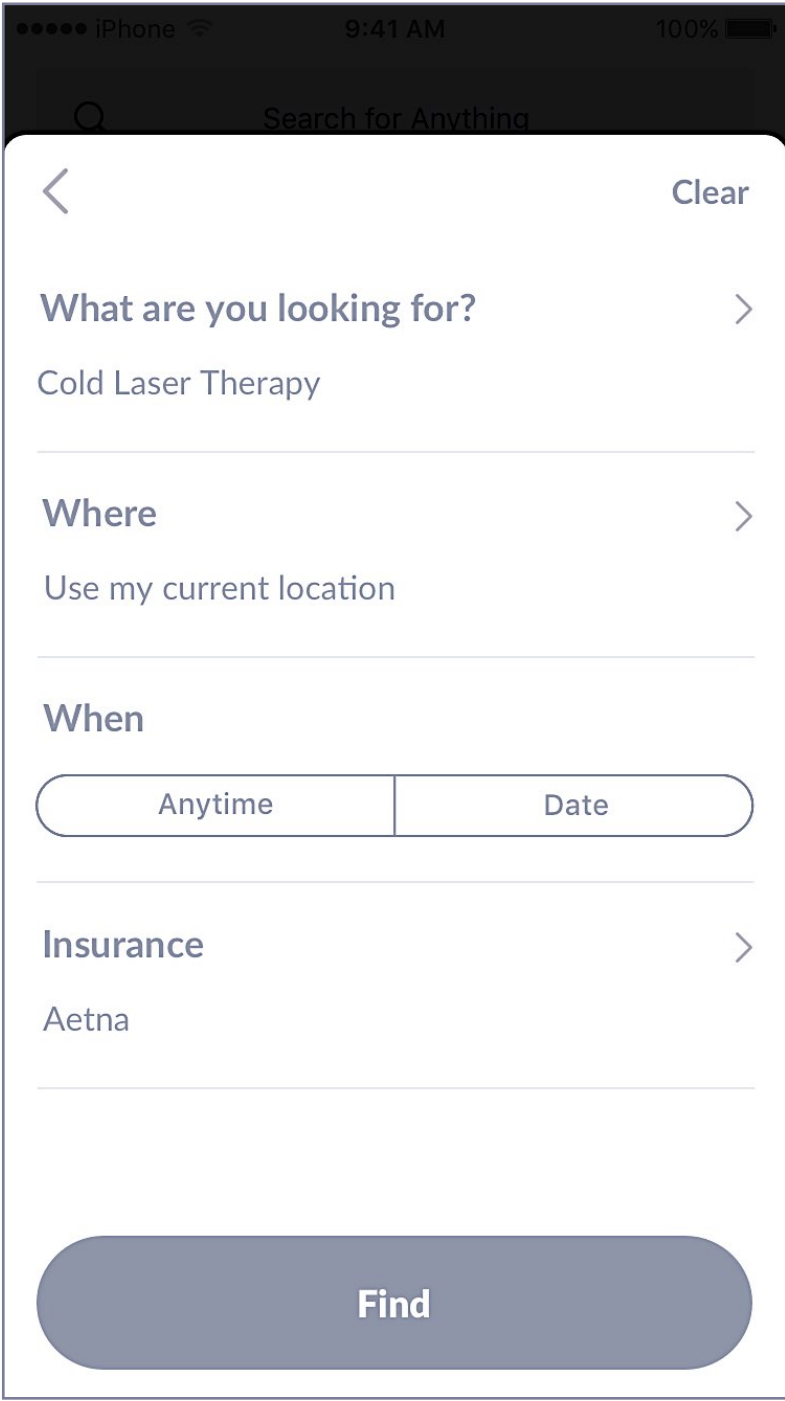 iPhone 9:41 AM 100%
Search for Anything
Clear
What are you looking for?
Cold Laser Therapy
Where
Use my current location
When
Anytime Date
Insurance
Aetna
Find